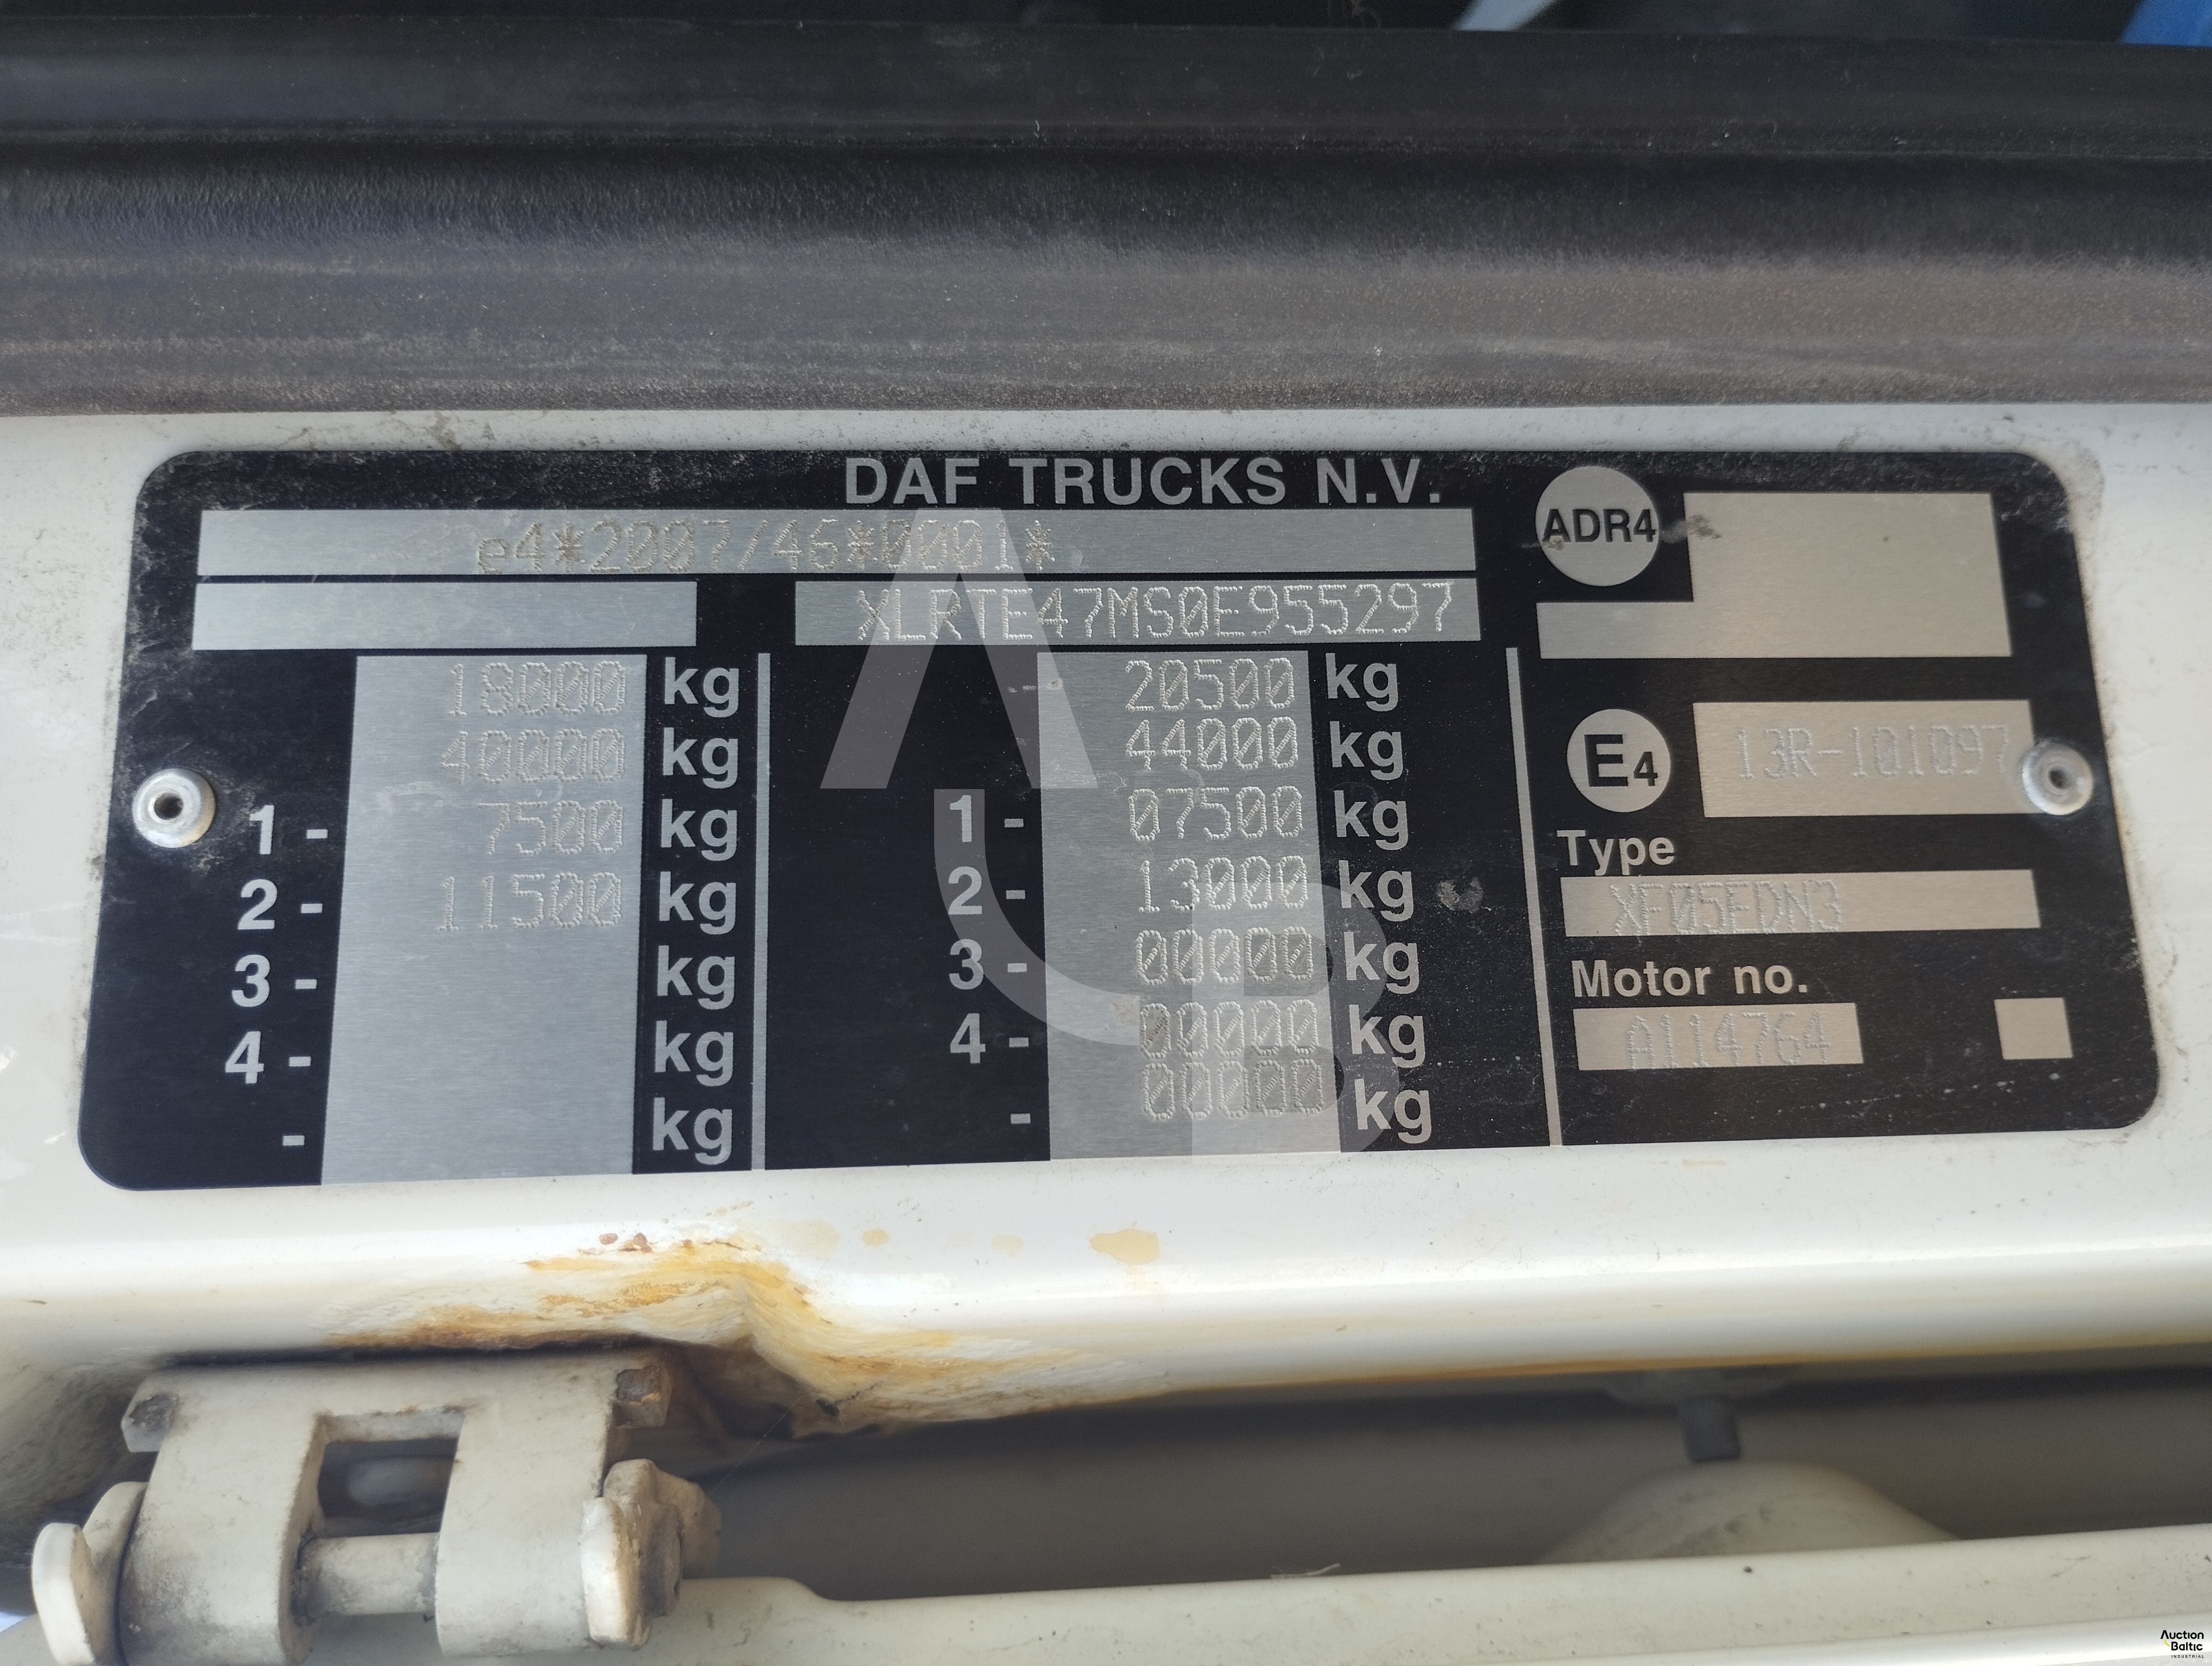 DAF TRUCKS N.V.
e4*2007/46*0001*
XLRTE47MS0E955297
18000 kg
40000 kg
1 - 7500 kg
2 - 11500 kg
3 - kg
4 - kg
- kg
20500 kg
44000 kg
1 - 07500 kg
2 - 13000 kg
3 - 00000 kg
4 - 00000 kg
- 00000 kg
ADR4
E4 13R-101097
Type
XF05EDN3
Motor no.
A114764
AUB
Auction
Baltic
INDUSTRIAL